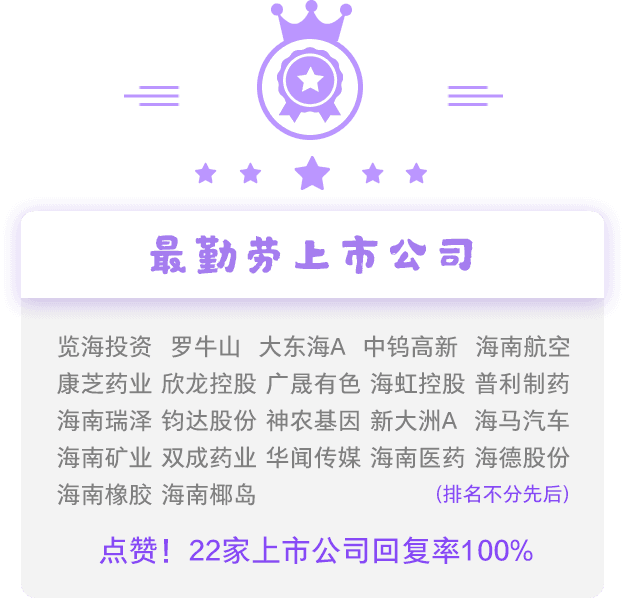 最勤劳上市公司
览海投资 罗牛山 大东海A 中钨高新 海南航空
康芝药业 欣龙控股 广晟有色 海虹控股 普利制药
海南瑞泽 钧达股份 神农基因 新大洲A 海马汽车
海南矿业 双成药业 华闻传媒 海南医药 海德股份
海南橡胶 海南椰岛 (排名不分先后)
点赞！22家上市公司回复率100%